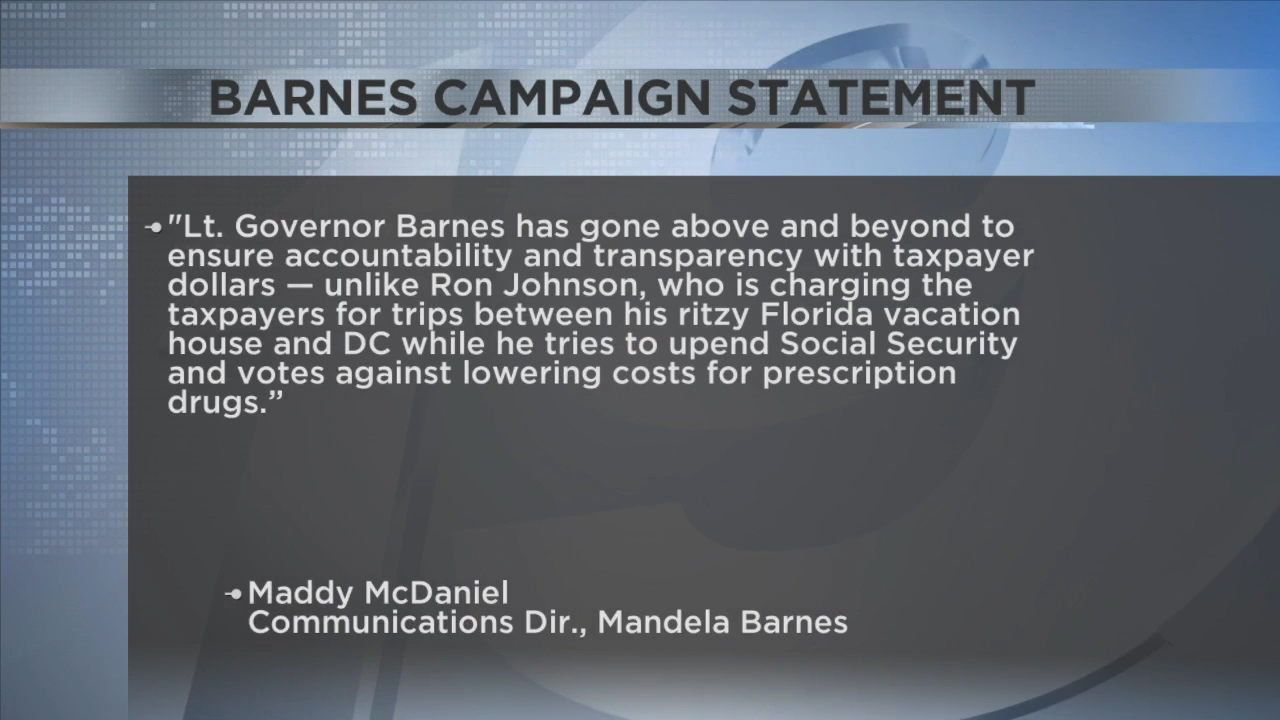 BARNES CAMPAIGN STATEMENT
"Lt. Governor Barnes has gone above and beyond to
ensure accountability and transparency with taxpayer
dollars — unlike Ron Johnson, who is charging the
taxpayers for trips between his ritzy Florida vacation
house and DC while he tries to upend Social Security
and votes against lowering costs for prescription
drugs.”
Maddy McDaniel
Communications Dir., Mandela Barnes